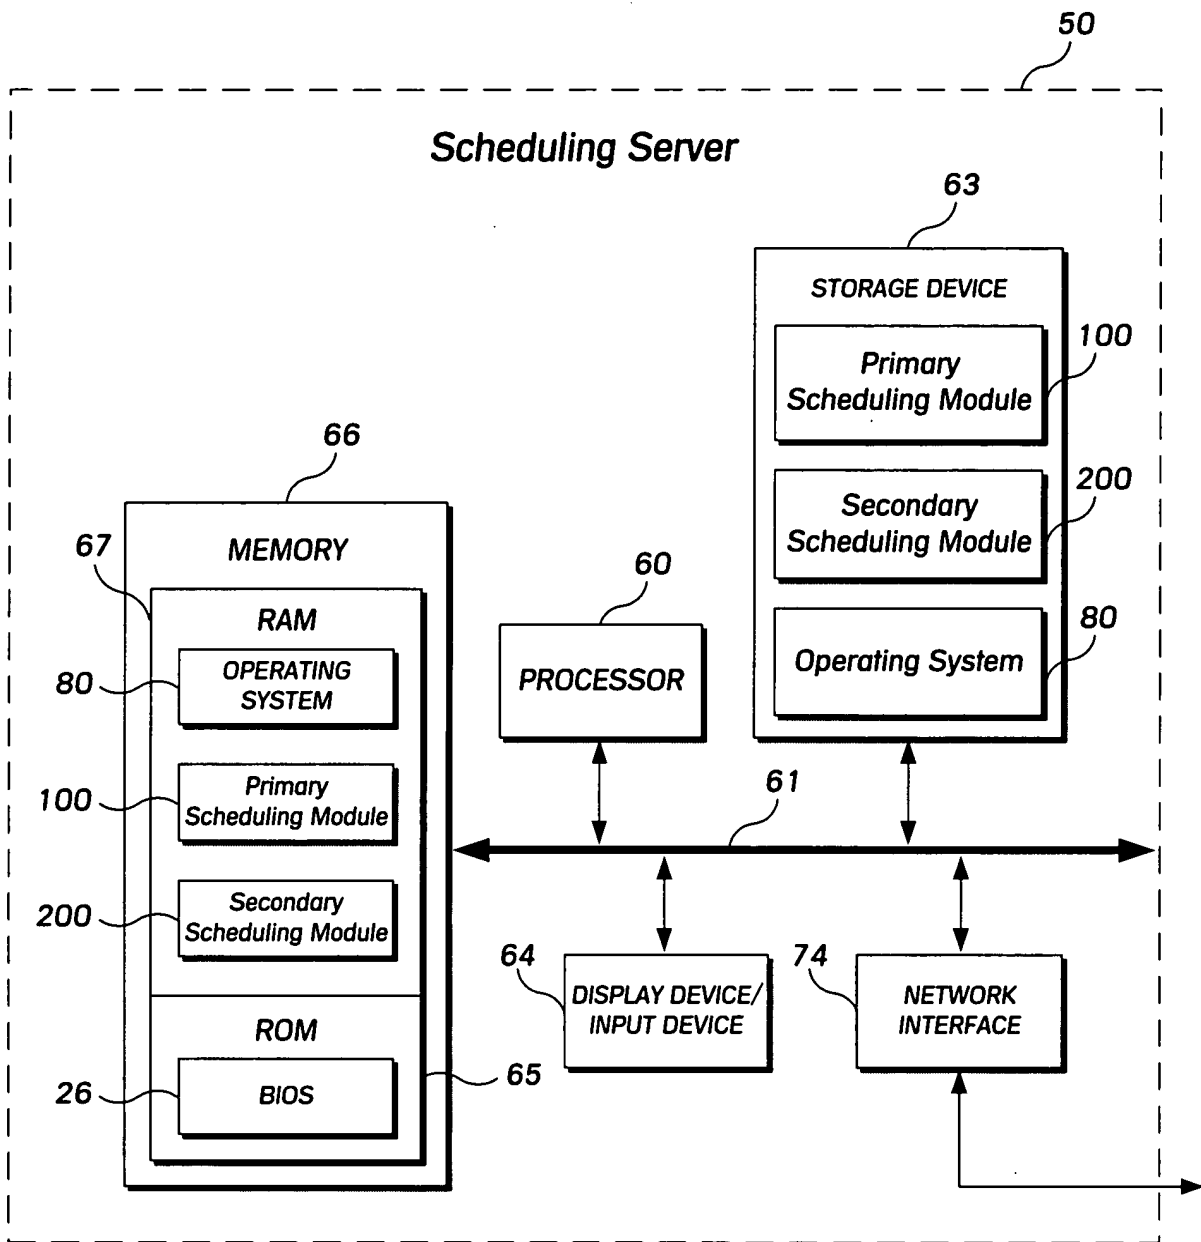 50
Scheduling Server
63
STORAGE DEVICE
100
Primary
Scheduling Module
200
Secondary
Scheduling Module
80
Operating System
66
MEMORY
67
RAM
80
OPERATING
SYSTEM
100
Primary
Scheduling Module
200
Secondary
Scheduling Module
ROM
65
26
BIOS
60
PROCESSOR
61
64
DISPLAY DEVICE/
INPUT DEVICE
74
NETWORK
INTERFACE